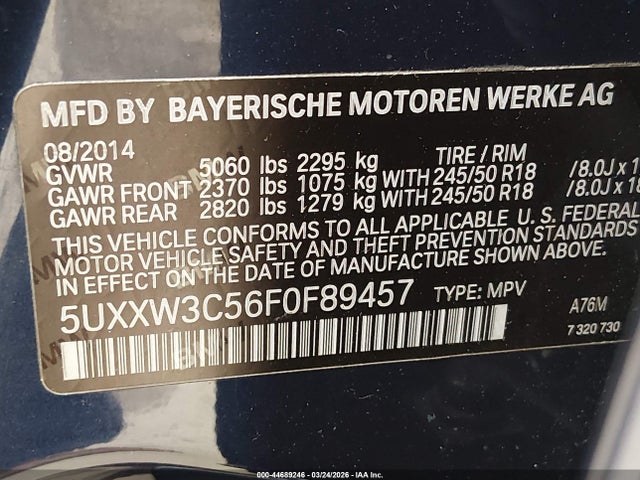 MFD BY BAYERISCHE MOTOREN WERKE AG
08/2014 TIRE / RIM
GVWR 5060 lbs 2295 kg
GAWR FRONT 2370 lbs 1075 kg WITH 245/50 R18 /8.0J x
GAWR REAR 2820 lbs 1279 kg WITH 245/50 R18 /8.0J x
THIS VEHICLE CONFORMS TO ALL APPLICABLE U.S. FEDERAL
MOTOR VEHICLE SAFETY AND THEFT PREVENTION STANDARDS
IN EFFECT ON THE DATE OF MANUFACTURE SHOWN ABOVE.
5UXXW3C56F0F89457 TYPE: MPV A76M
7 320 730
000-44689246 - 03/24/2026 - IAA Inc.